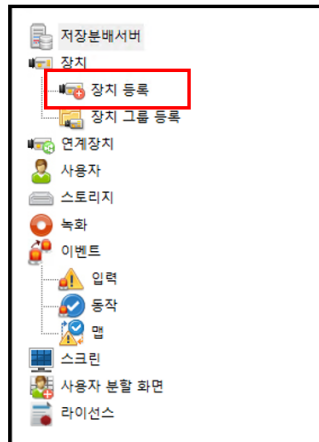 저장분배서버
장치
장치 등록
장치 그룹 등록
연계장치
사용자
스토리지
녹화
이벤트
입력
동작
맵
스크린
사용자 분할 화면
라이선스